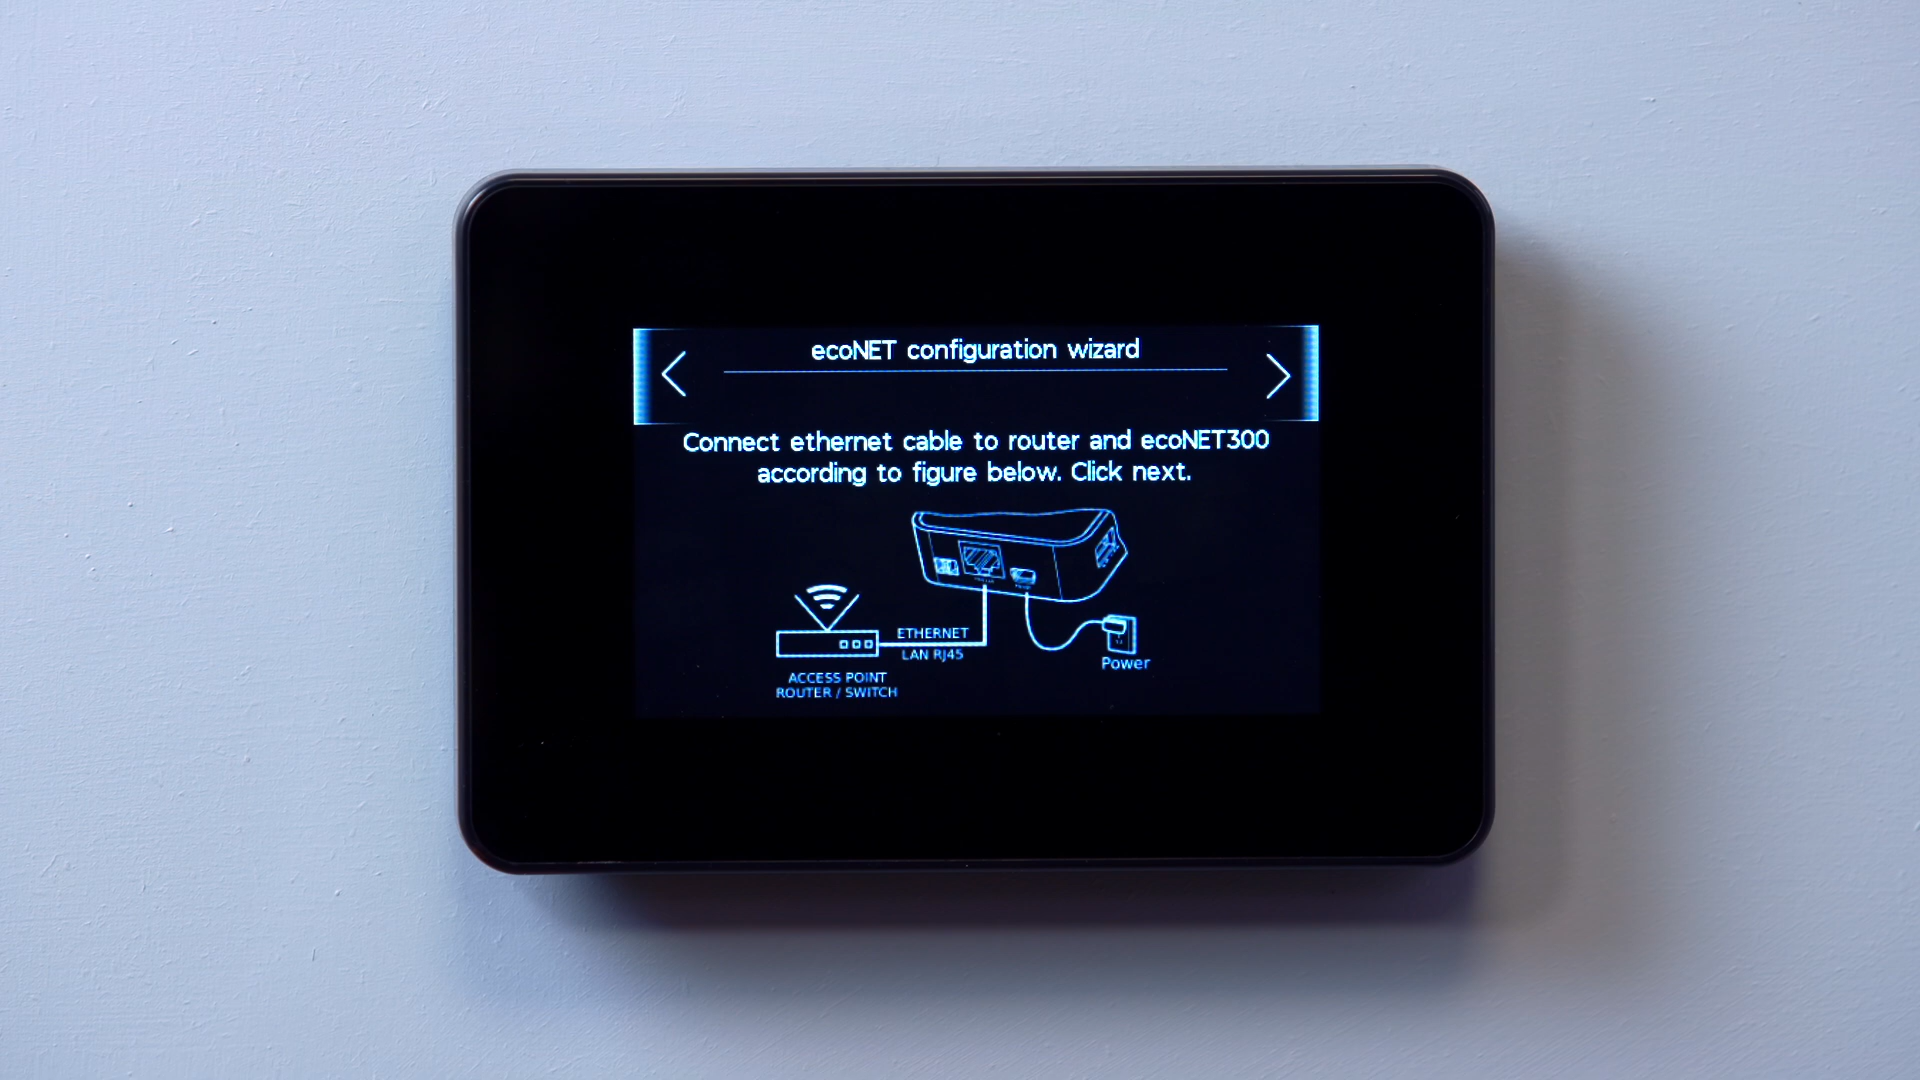 ecoNET configuration wizard
Connect ethernet cable to router and ecoNET300
according to figure below. Click next.
ETHERNET
LAN RJ45
Power
ACCESS POINT
ROUTER / SWITCH